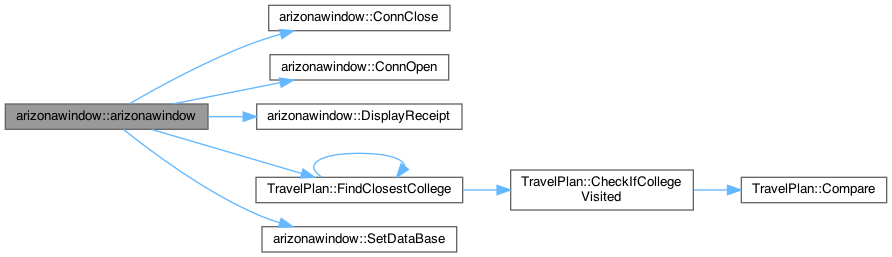 arizonawindow::ConnClose
arizonawindow::ConnOpen
arizonawindow::arizonawindow
arizonawindow::DisplayReceipt
TravelPlan::FindClosestCollege
TravelPlan::CheckIfCollege
Visited
TravelPlan::Compare
arizonawindow::SetDataBase